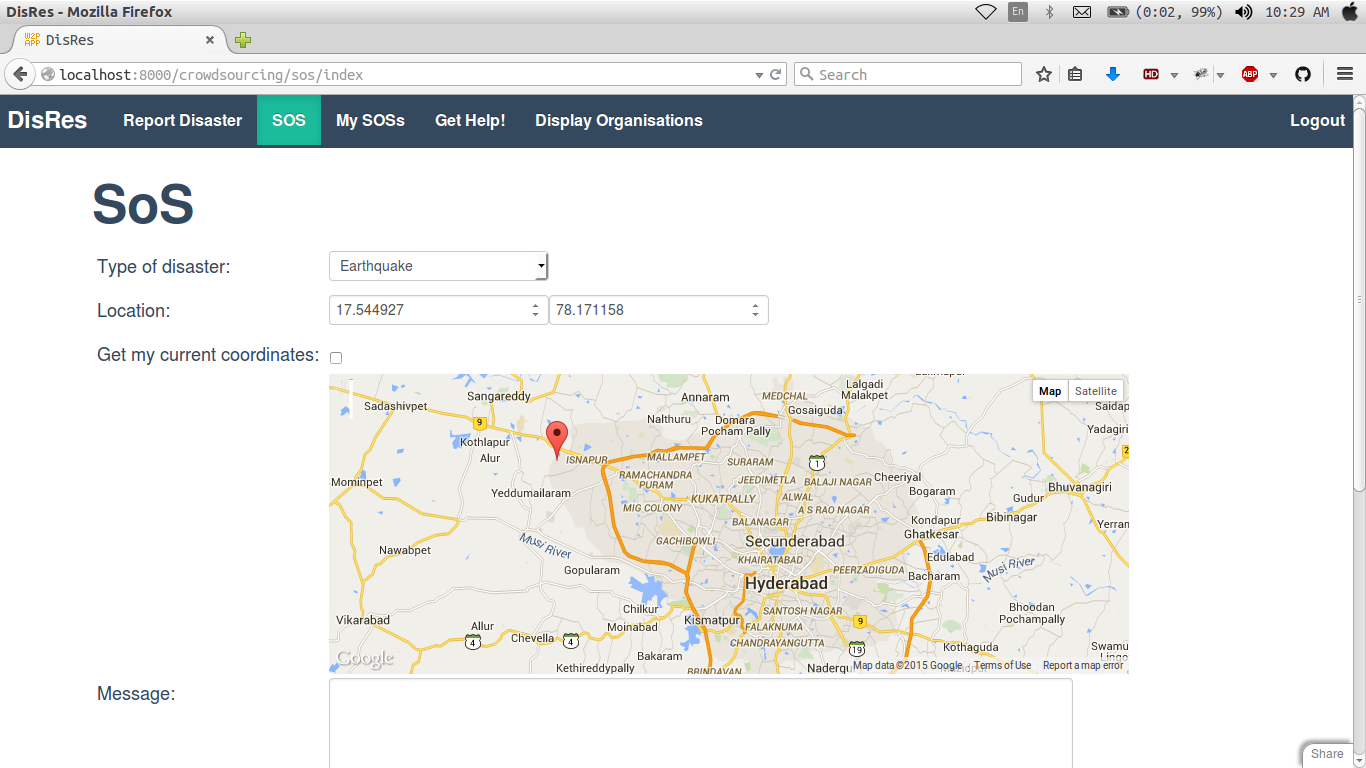 DisRes - Mozilla Firefox
En
(0:02, 99%)
10:29 AM
DisRes
localhost:8000/crowdsourcing/sos/index
Search
HD
ABP
DisRes Report Disaster SOS My SOSs Get Help! Display Organisations Logout
SoS
Type of disaster: Earthquake
Location: 17.544927 78.171158
Get my current coordinates:
Map Satellite
Lalgadi
Malakpet
Sangareddy
Annaram
MEDCHAL
Sadashivpet
Gosaiguda
Nalthuru
Domara
Pocham Pally
9
Kothlapur
Alur
ISNAPUR
MALLAMPET
SURARAM
1
RAMACHANDRA
PURAM
JEEDIMETLA
BALAJI NAGAR
Cheeriyal
Mominpet
Yeddumailaram
KUKATPALLY
ALWAL
Bogaram
Bhuvanagiri
Gudur
MIG COLONY
A S RAO NAGAR
Bibinagar
BALANAGAR
Kondapur
Ghatkesar
Nawabpet
Musi River
GACHIBOWLI
Secunderabad
KHAIRATABAD
Edulabad
Musi River
Gopularam
PEERZADIGUDA
Bacharam
Hyderabad
Chilkur
SANTOSH NAGAR
Bhoodan
Pochampally
Vikarabad
Allur
Moinabad
Kismatpur
FALAKNUMA
9
4
Chevella
4
CHANDRAYANGUTTA
19
Kothaguda
Bakaram
Kethireddypally
Google
Map data ©2015 Google Terms of Use Report a map error
Message:
Share